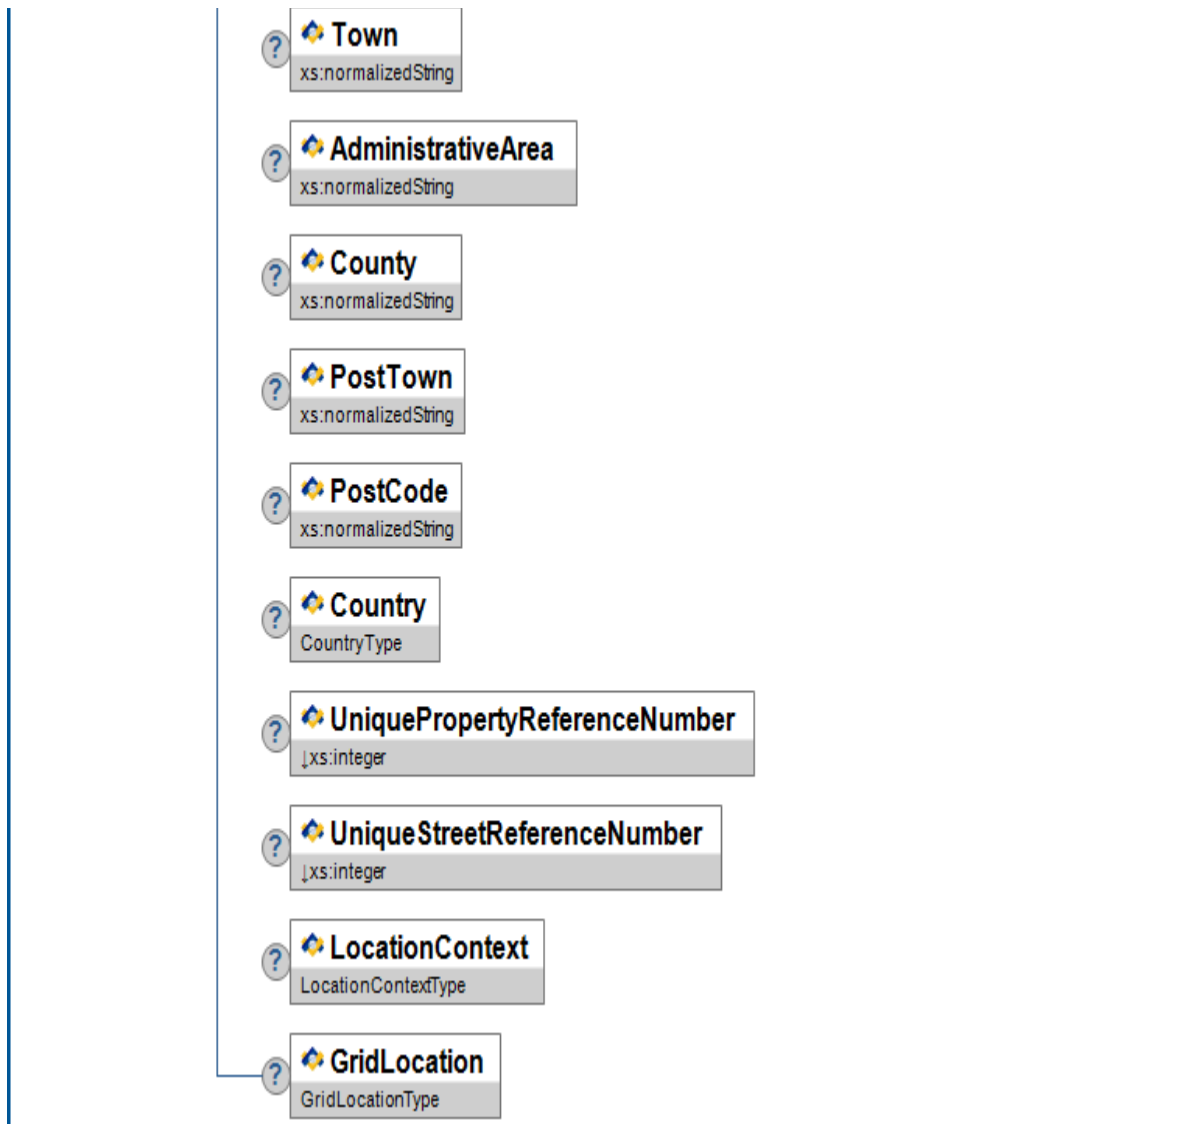 Town
?
xs:normalizedString
AdministrativeArea
?
xs:normalizedString
County
?
xs:normalizedString
PostTown
?
xs:normalizedString
PostCode
?
xs:normalizedString
Country
?
CountryType
UniquePropertyReferenceNumber
?
↓xs:integer
UniqueStreetReferenceNumber
?
↓xs:integer
LocationContext
?
LocationContextType
GridLocation
?
GridLocationType